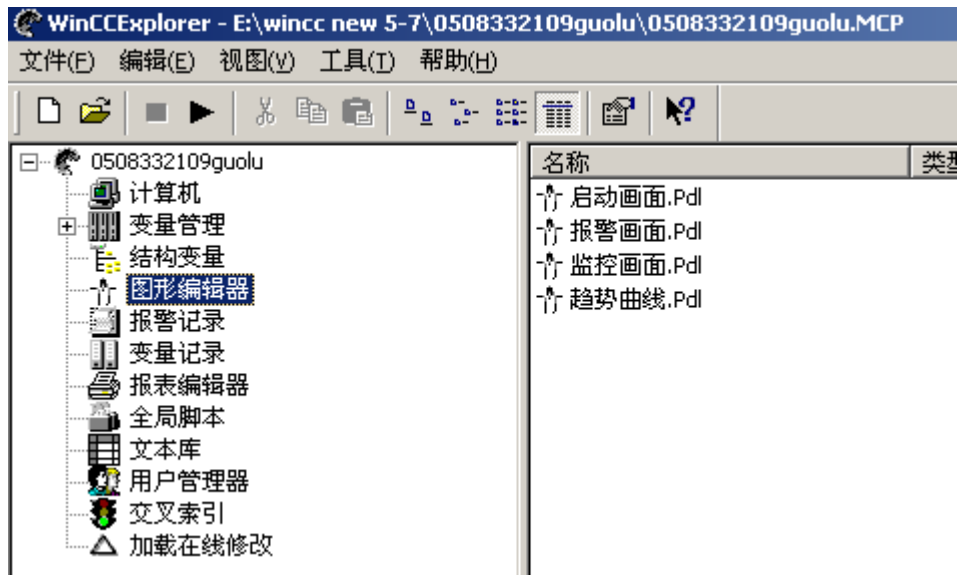 WinCCExplorer - E:\wincc new 5-7\0508332109guolu\0508332109guolu.MCP
文件(F) 编辑(E) 视图(V) 工具(T) 帮助(H)
0508332109guolu
计算机
变量管理
结构变量
图形编辑器
报警记录
变量记录
报表编辑器
全局脚本
文本库
用户管理器
交叉索引
加载在线修改
名称 类型
启动画面.Pdl
报警画面.Pdl
监控画面.Pdl
趋势曲线.Pdl